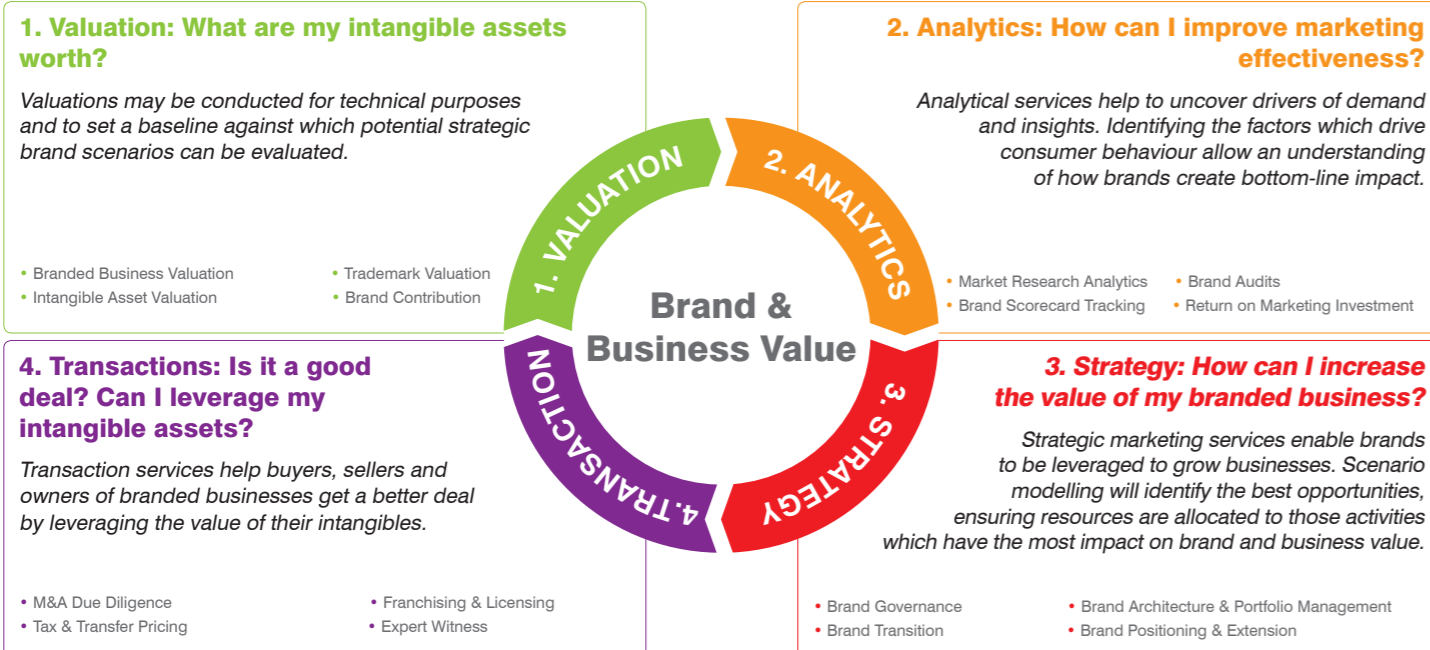 1. Valuation: What are my intangible assets
worth?
Valuations may be conducted for technical purposes
and to set a baseline against which potential strategic
brand scenarios can be evaluated.
• Branded Business Valuation
• Intangible Asset Valuation
• Trademark Valuation
• Brand Contribution
2. Analytics: How can I improve marketing
effectiveness?
Analytical services help to uncover drivers of demand
and insights. Identifying the factors which drive
consumer behaviour allow an understanding
of how brands create bottom-line impact.
• Market Research Analytics
• Brand Scorecard Tracking
• Brand Audits
• Return on Marketing Investment
1. VALUATION
2. ANALYTICS
3. STRATEGY
4.TRANSACTION
Brand &
Business Value
4. Transactions: Is it a good
deal? Can I leverage my
intangible assets?
Transaction services help buyers, sellers and
owners of branded businesses get a better deal
by leveraging the value of their intangibles.
• M&A Due Diligence
• Tax & Transfer Pricing
• Franchising & Licensing
• Expert Witness
3. Strategy: How can I increase
the value of my branded business?
Strategic marketing services enable brands
to be leveraged to grow businesses. Scenario
modelling will identify the best opportunities,
ensuring resources are allocated to those activities
which have the most impact on brand and business value.
• Brand Governance
• Brand Transition
• Brand Architecture & Portfolio Management
• Brand Positioning & Extension